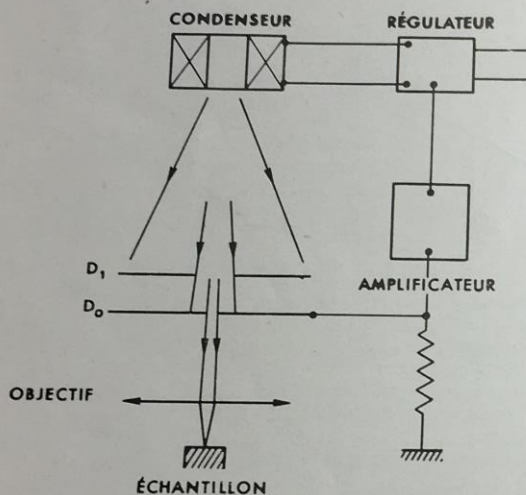 CONDENSEUR
RÉGULATEUR
D₁
AMPLIFICATEUR
D₀
OBJECTIF
ÉCHANTILLON